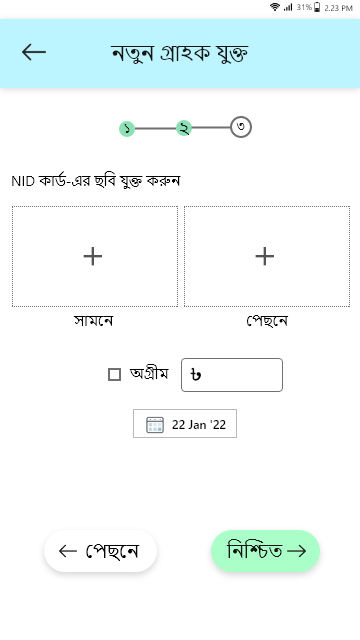 31% 2.23 PM
নতুন গ্রাহক যুক্ত
১ ২ ৩
NID কার্ড-এর ছবি যুক্ত করুন
+ +
সামনে পেছনে
অগ্রীম ৳
22 Jan '22
← পেছনে নিশ্চিত →